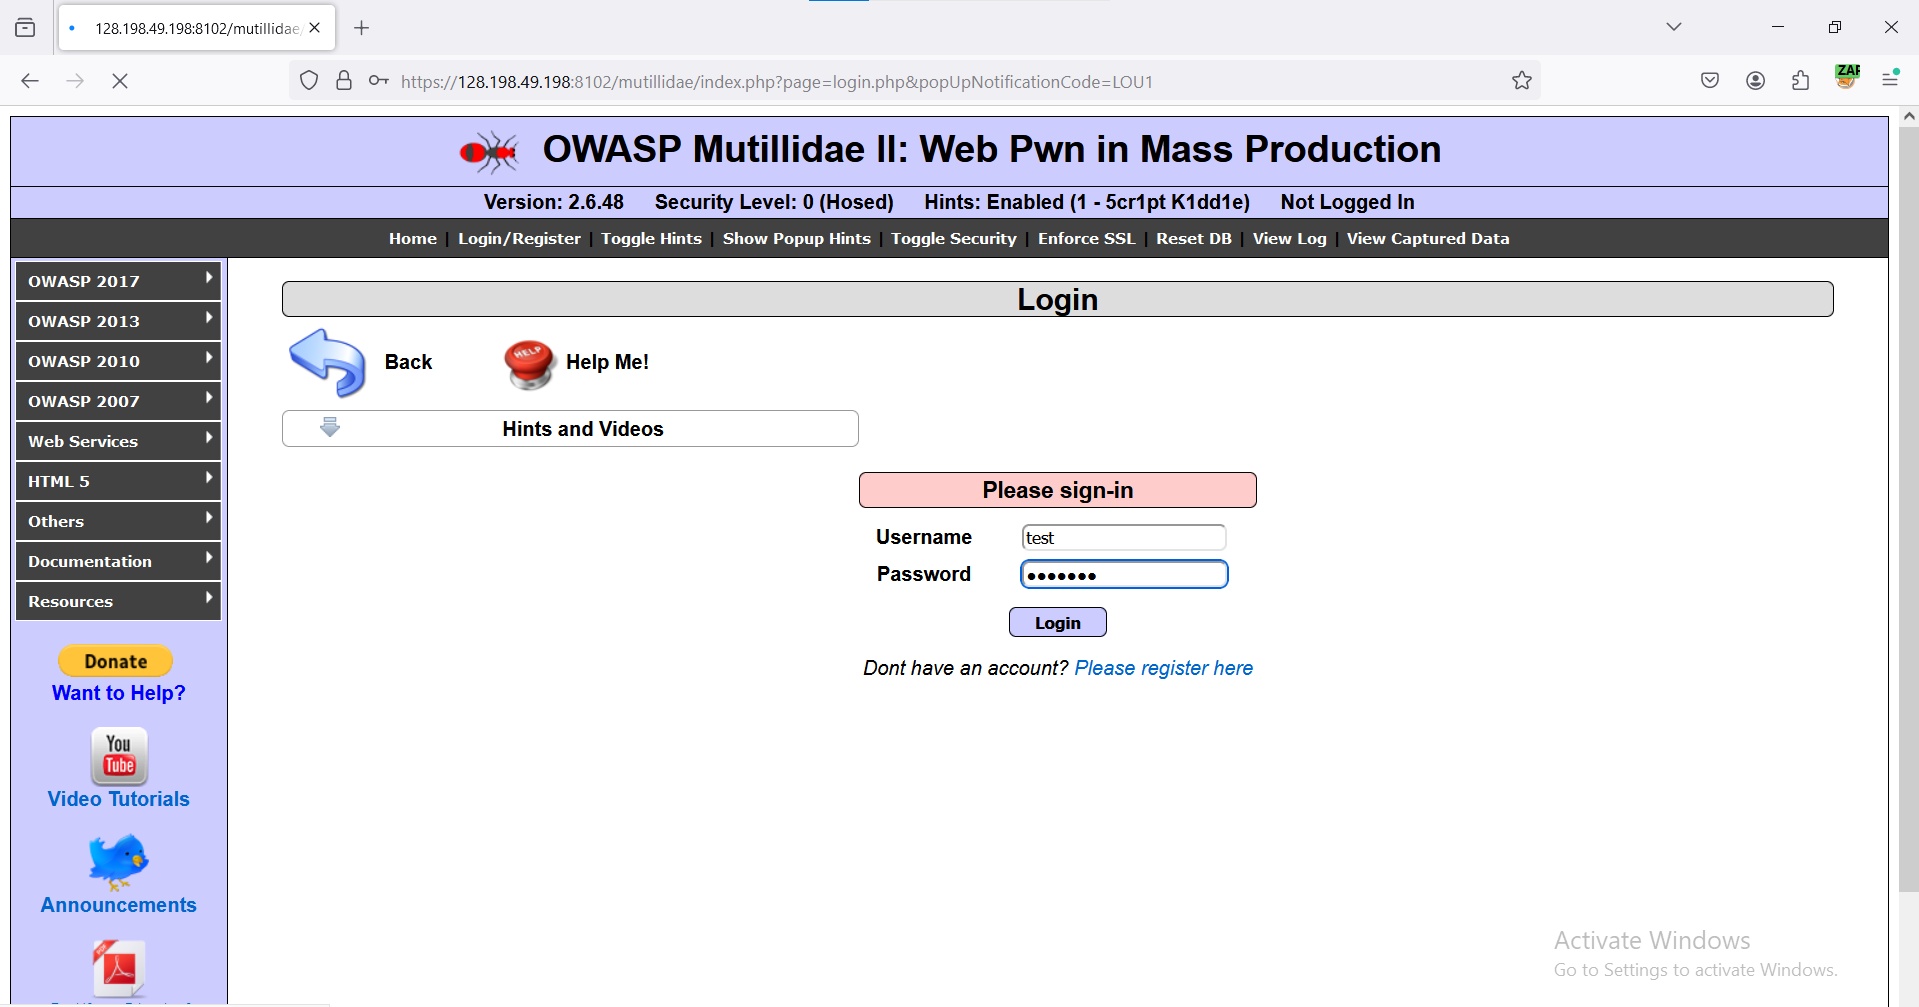 128.198.49.198:8102/mutillidae/
https://128.198.49.198:8102/mutillidae/index.php?page=login.php&popUpNotificationCode=LOU1
ZAP
OWASP Mutillidae II: Web Pwn in Mass Production
Version: 2.6.48 Security Level: 0 (Hosed) Hints: Enabled (1 - 5cr1pt K1dd1e) Not Logged In
Home | Login/Register | Toggle Hints | Show Popup Hints | Toggle Security | Enforce SSL | Reset DB | View Log | View Captured Data
OWASP 2017
OWASP 2013
OWASP 2010
OWASP 2007
Web Services
HTML 5
Others
Documentation
Resources
Donate
Want to Help?
You
Tube
Video Tutorials
Announcements
PDF
Login
Back
HELP
Help Me!
Hints and Videos
Please sign-in
Username test
Password •••••••
Login
Dont have an account? Please register here
Activate Windows
Go to Settings to activate Windows.